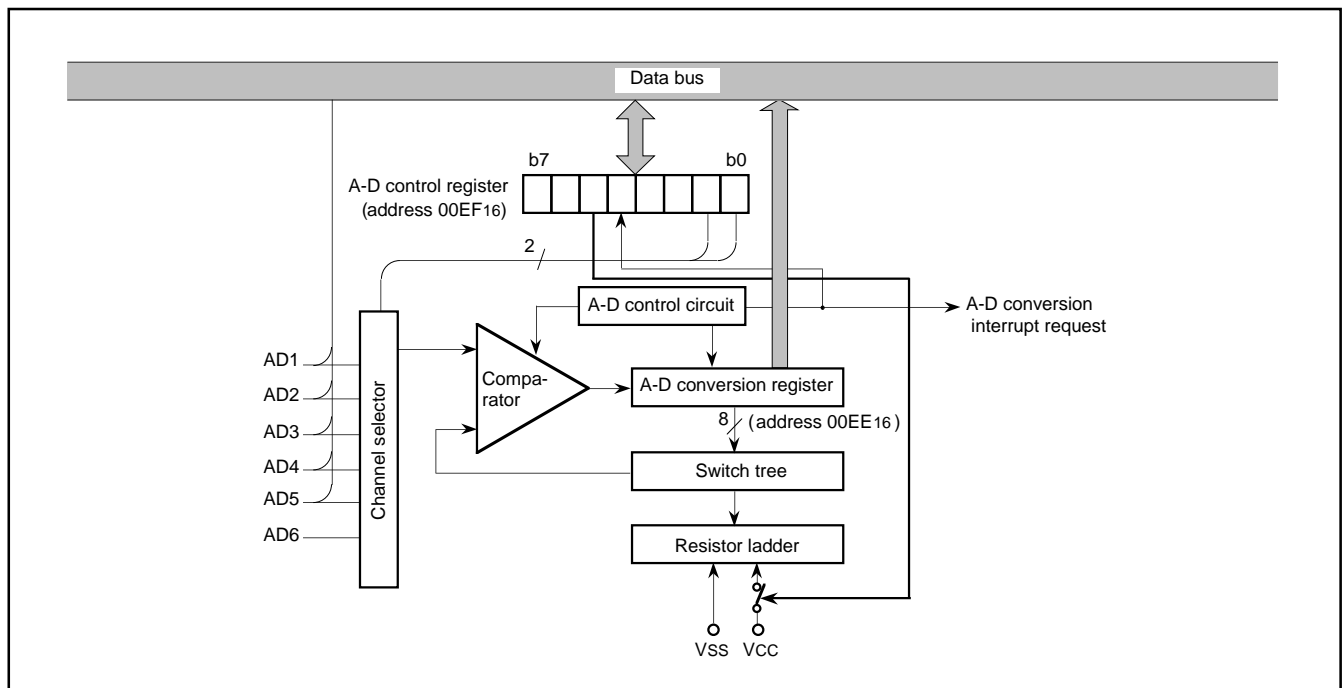 Data bus
b7
b0
A-D control register
(address 00EF16)
2
A-D control circuit
A-D conversion
interrupt request
AD1
AD2
AD3
AD4
AD5
AD6
Channel selector
Compa-
rator
A-D conversion register
8
(address 00EE16)
Switch tree
Resistor ladder
VSS
VCC